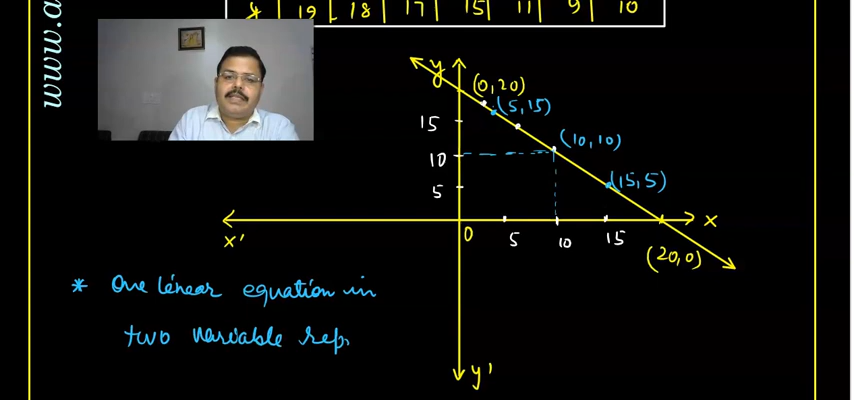 19 18 17 15 11 9 10
www.a
y
(0,20)
(5,15)
15
(10,10)
10
(15,5)
5
x' 0 5 10 15 x
(20,0)
* One linear equation in
two variable rep
y'